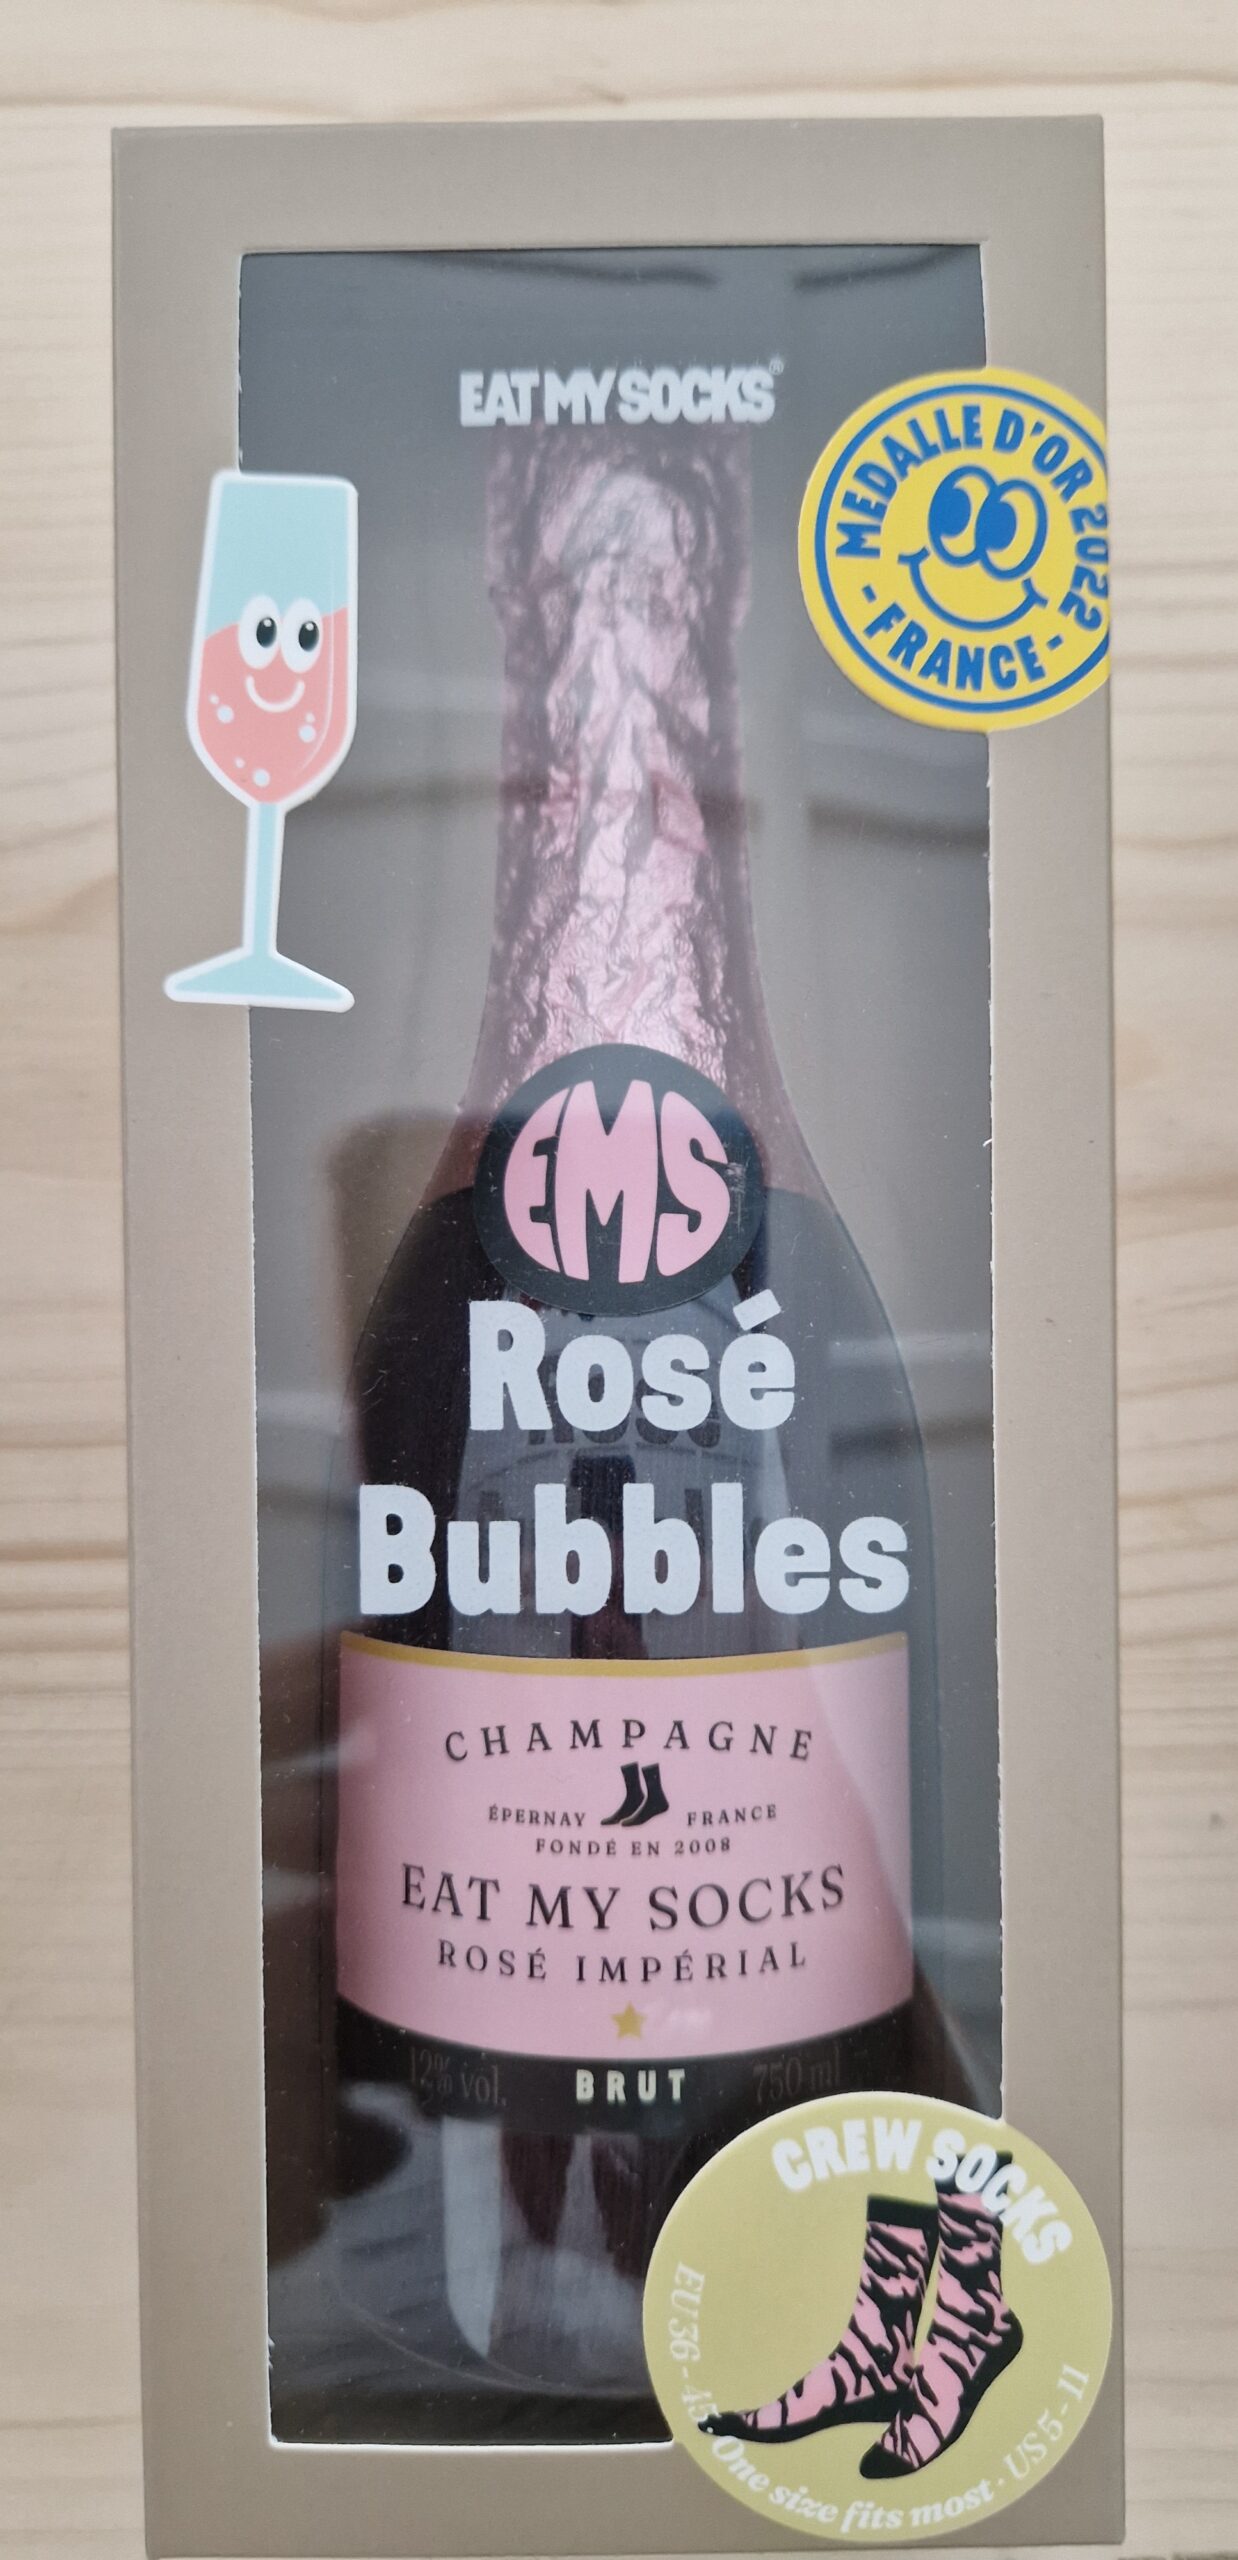 EAT MY SOCKS®
MEDALLE D'OR 2022
- FRANCE -
EMS
Rosé
Bubbles
CHAMPAGNE
ÉPERNAY FRANCE
FONDÉ EN 2008
EAT MY SOCKS
ROSÉ IMPÉRIAL
12% vol. BRUT 750 ml
CREW SOCKS
EU 36 - 45 · One size fits most · US 5 - 11